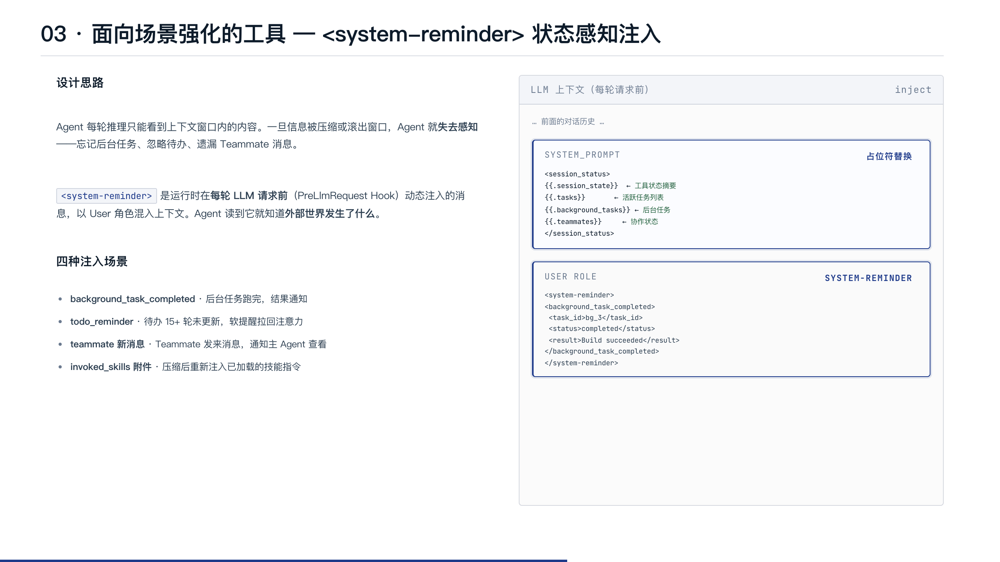 03 · 面向场景强化的工具 — <system-reminder> 状态感知注入
设计思路
Agent 每轮推理只能看到上下文窗口内的内容。一旦信息被压缩或滚出窗口，Agent 就失去感知
——忘记后台任务、忽略待办、遗漏 Teammate 消息。
<system-reminder> 是运行时在每轮 LLM 请求前（PreLlmRequest Hook）动态注入的消
息，以 User 角色混入上下文。Agent 读到它就知道外部世界发生了什么。
四种注入场景
• background_task_completed · 后台任务跑完，结果通知
• todo_reminder · 待办 15+ 轮未更新，软提醒拉回注意力
• teammate 新消息 · Teammate 发来消息，通知主 Agent 查看
• invoked_skills 附件 · 压缩后重新注入已加载的技能指令
LLM 上下文（每轮请求前） inject
… 前面的对话历史 …
SYSTEM_PROMPT 占位符替换
<session_status>
{{.session_state}} ← 工具状态摘要
{{.tasks}} ← 活跃任务列表
{{.background_tasks}} ← 后台任务
{{.teammates}} ← 协作状态
</session_status>
USER ROLE SYSTEM-REMINDER
<system-reminder>
<background_task_completed>
<task_id>bg_3</task_id>
<status>completed</status>
<result>Build succeeded</result>
</background_task_completed>
</system-reminder>